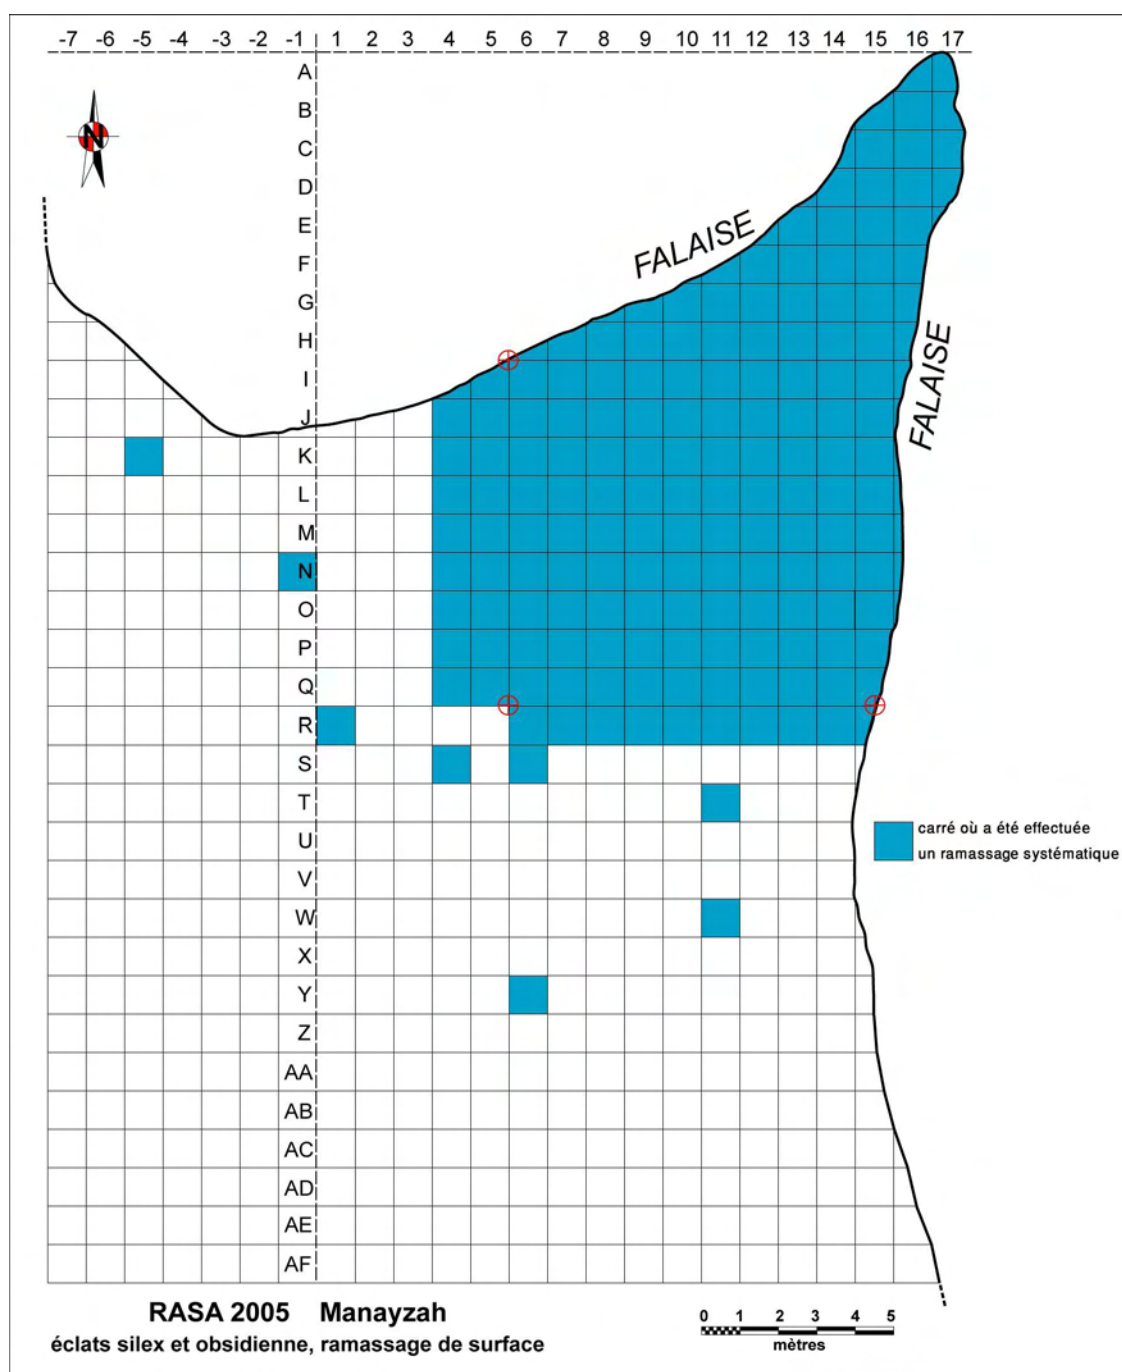 -7 -6 -5 -4 -3 -2 -1 1 2 3 4 5 6 7 8 9 10 11 12 13 14 15 16 17
A
B
N
C
D
E
FALAISE
F
G
H
FALAISE
I
J
K
L
M
N
O
P
Q
R
S
T
carré où a été effectuée
U
un ramassage systématique
V
W
X
Y
Z
AA
AB
AC
AD
AE
AF
RASA 2005 Manayzah
0 1 2 3 4 5
éclats silex et obsidienne, ramassage de surface
mètres